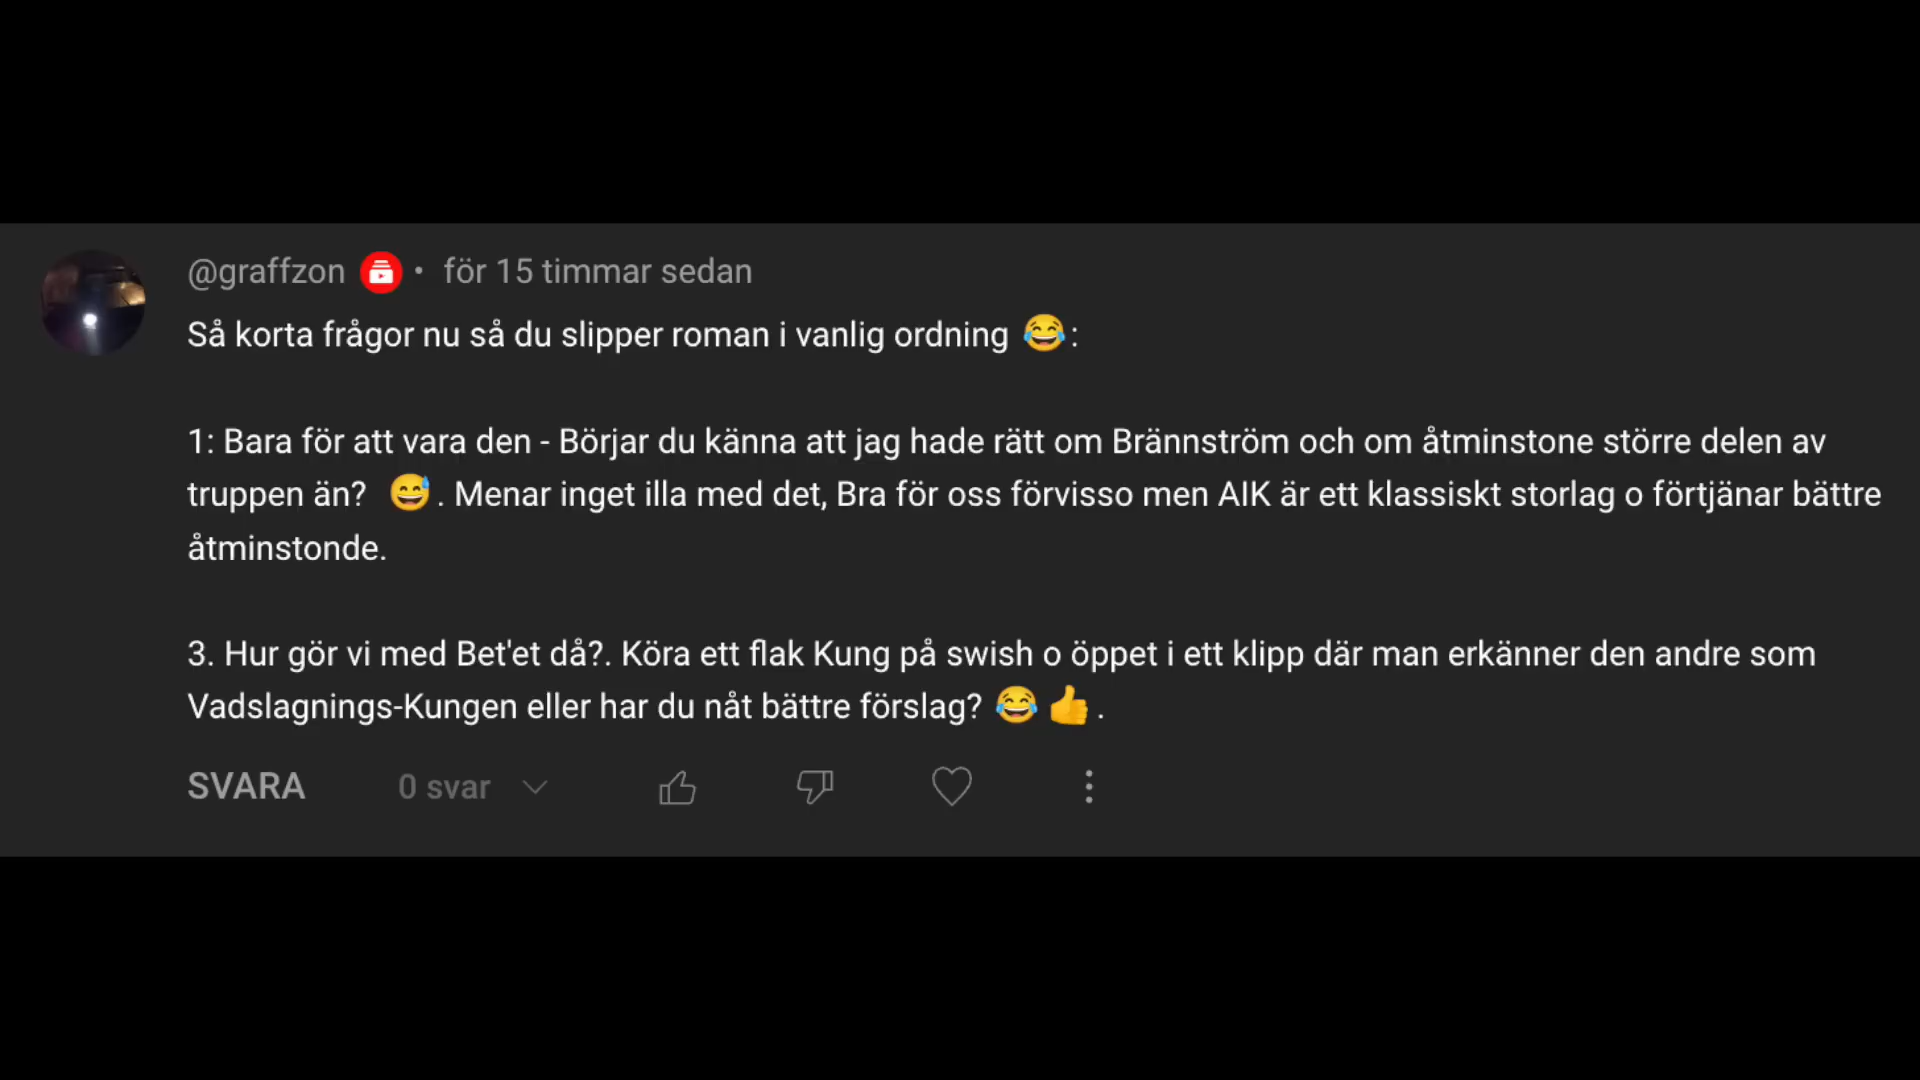 @graffzon • för 15 timmar sedan
Så korta frågor nu så du slipper roman i vanlig ordning 😂:
1: Bara för att vara den - Börjar du känna att jag hade rätt om Brännström och om åtminstone större delen av
truppen än? 😅. Menar inget illa med det, Bra för oss förvisso men AIK är ett klassiskt storlag o förtjänar bättre
åtminstonde.
3. Hur gör vi med Bet'et då?. Köra ett flak Kung på swish o öppet i ett klipp där man erkänner den andre som
Vadslagnings-Kungen eller har du nåt bättre förslag? 😂👍.
SVARA 0 svar